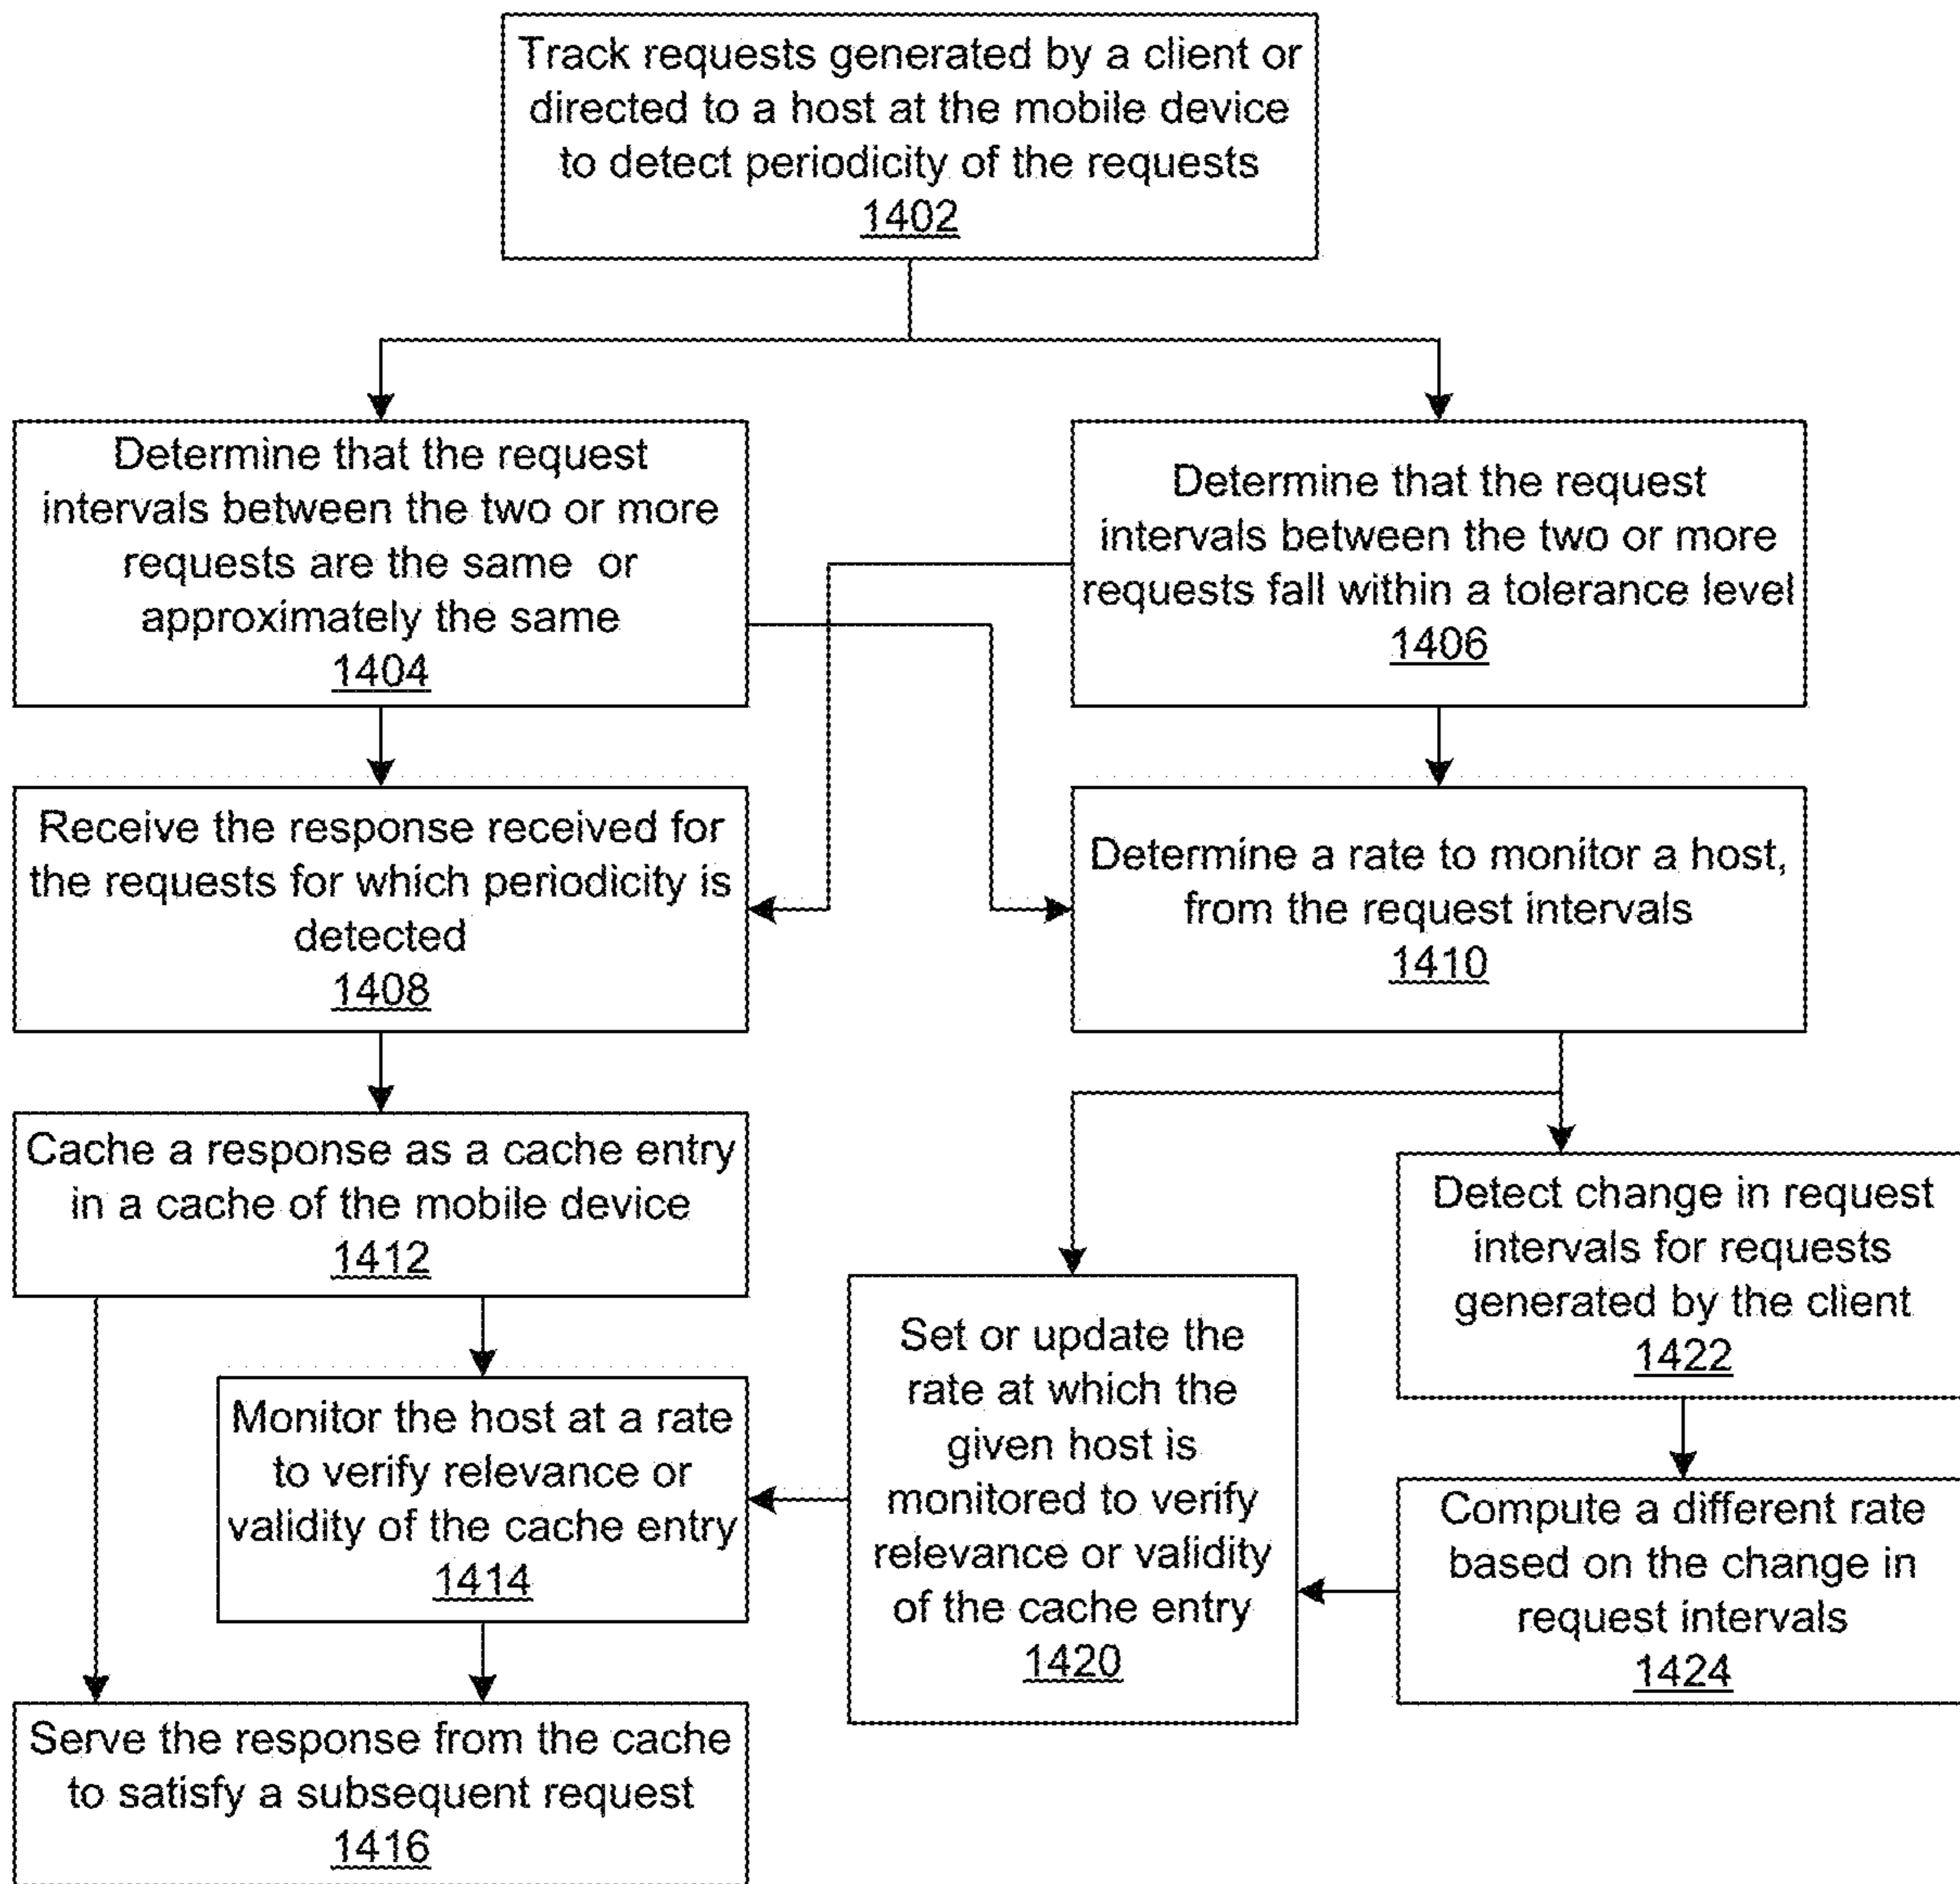 Track requests generated by a client or
directed to a host at the mobile device
to detect periodicity of the requests
1402
Determine that the request
intervals between the two or more
requests are the same or
approximately the same
1404
Determine that the request
intervals between the two or more
requests fall within a tolerance level
1406
Receive the response received for
the requests for which periodicity is
detected
1408
Determine a rate to monitor a host,
from the request intervals
1410
Cache a response as a cache entry
in a cache of the mobile device
1412
Detect change in request
intervals for requests
generated by the client
1422
Set or update the
rate at which the
given host is
monitored to verify
relevance or validity
of the cache entry
1420
Monitor the host at a rate
to verify relevance or
validity of the cache entry
1414
Compute a different rate
based on the change in
request intervals
1424
Serve the response from the cache
to satisfy a subsequent request
1416